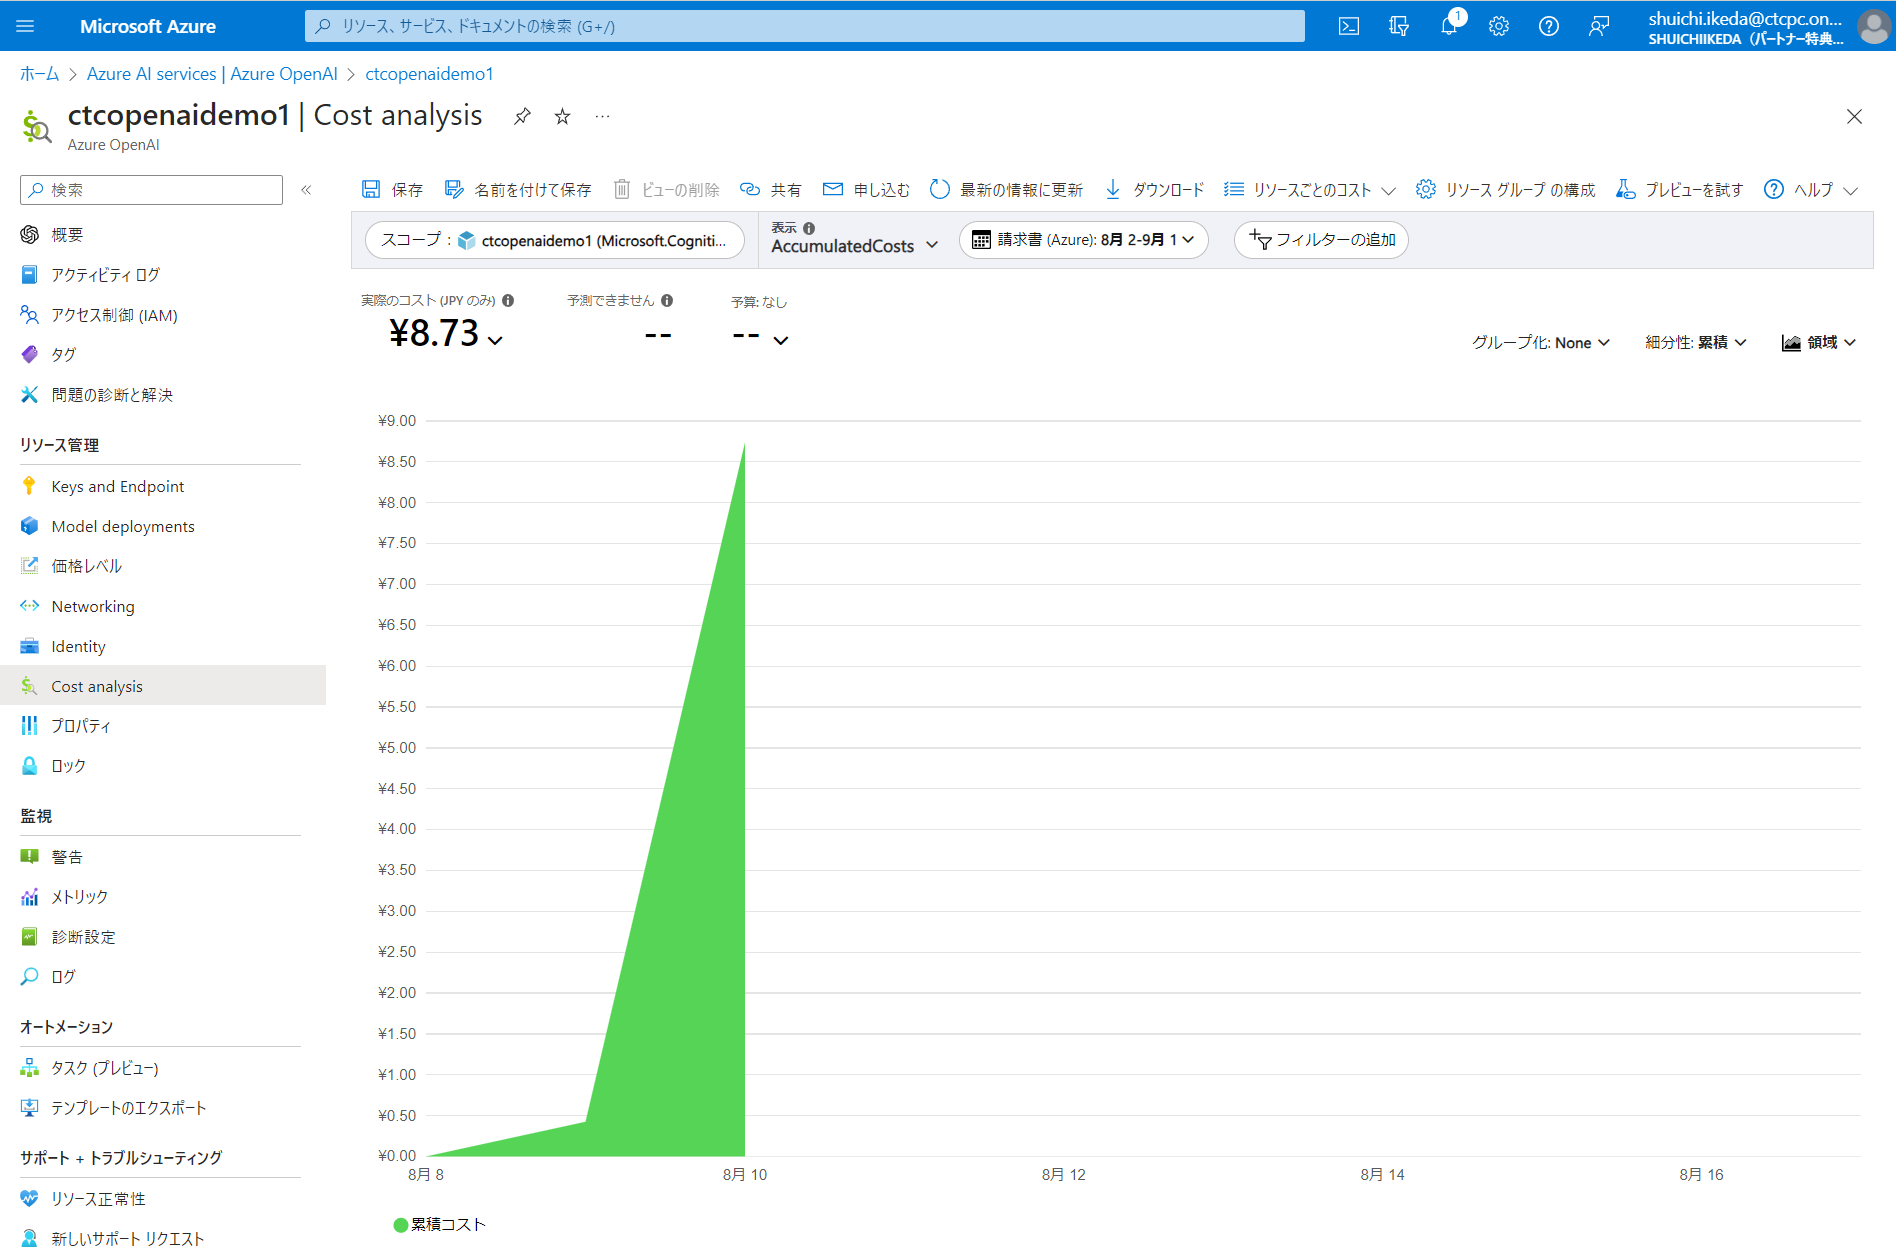 Microsoft Azure
リソース、サービス、ドキュメントの検索 (G+/)
1
shuichi.ikeda@ctcpc.on...
SHUICHIIKEDA (パートナー特典...
ホーム > Azure AI services | Azure OpenAI > ctcopenaidemo1
ctcopenaidemo1 | Cost analysis ...
Azure OpenAI
検索 «
概要
アクティビティ ログ
アクセス制御 (IAM)
タグ
問題の診断と解決
リソース管理
Keys and Endpoint
Model deployments
価格レベル
Networking
Identity
Cost analysis
プロパティ
ロック
監視
警告
メトリック
診断設定
ログ
オートメーション
タスク (プレビュー)
テンプレートのエクスポート
サポート + トラブルシューティング
リソース正常性
新しいサポート リクエスト
保存 名前を付けて保存 ビューの削除 共有 申し込む 最新の情報に更新 ダウンロード リソースごとのコスト リソース グループ の構成 プレビューを試す ヘルプ
スコープ : ctcopenaidemo1 (Microsoft.Cogniti...
表示
AccumulatedCosts
請求書 (Azure): 8月 2-9月 1
フィルターの追加
実際のコスト (JPY のみ)
¥8.73
予測できません
--
予算: なし
--
グループ化: None 細分性: 累積 領域
¥9.00
¥8.50
¥8.00
¥7.50
¥7.00
¥6.50
¥6.00
¥5.50
¥5.00
¥4.50
¥4.00
¥3.50
¥3.00
¥2.50
¥2.00
¥1.50
¥1.00
¥0.50
¥0.00
8月 8 8月 10 8月 12 8月 14 8月 16
累積コスト